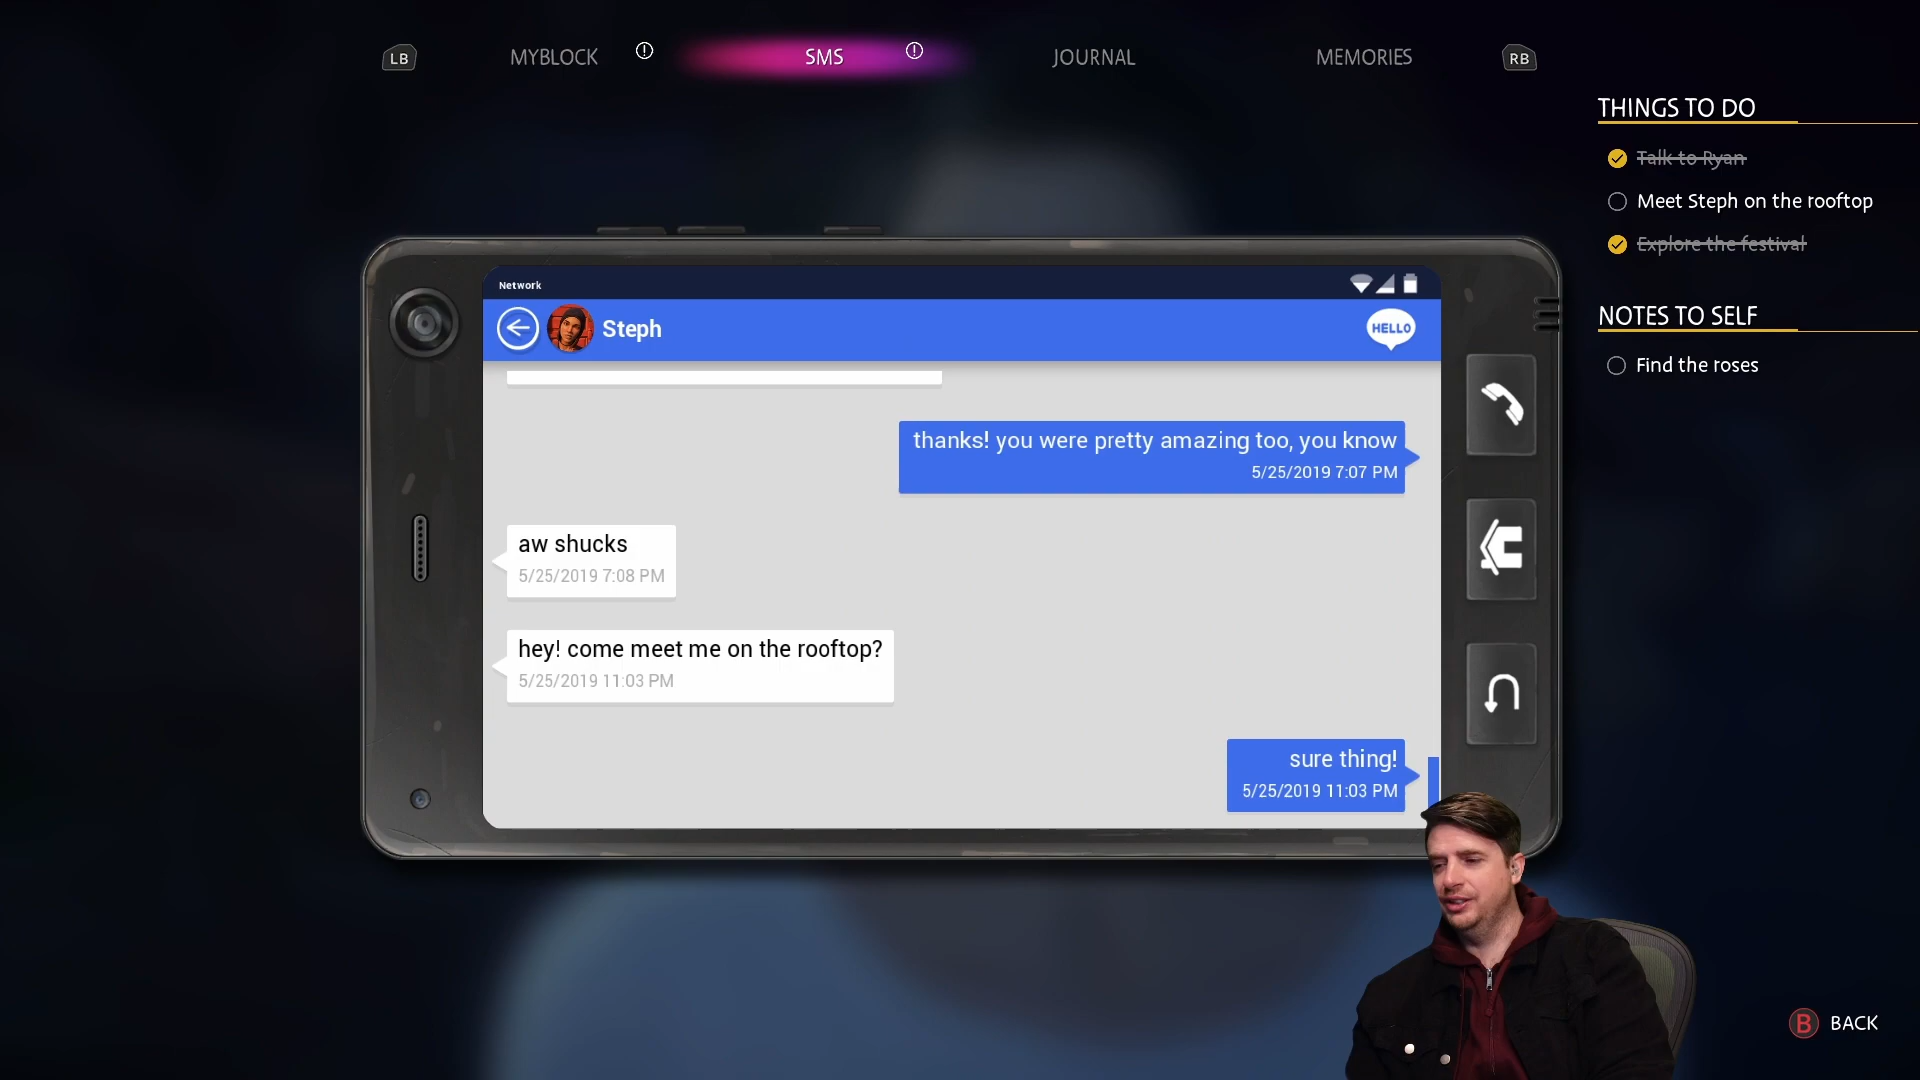 LB
MYBLOCK
SMS
JOURNAL
MEMORIES
RB
THINGS TO DO
Talk to Ryan
Meet Steph on the rooftop
Explore the festival
NOTES TO SELF
Find the roses
Network
Steph
HELLO
thanks! you were pretty amazing too, you know
5/25/2019 7:07 PM
aw shucks
5/25/2019 7:08 PM
hey! come meet me on the rooftop?
5/25/2019 11:03 PM
sure thing!
5/25/2019 11:03 PM
B BACK